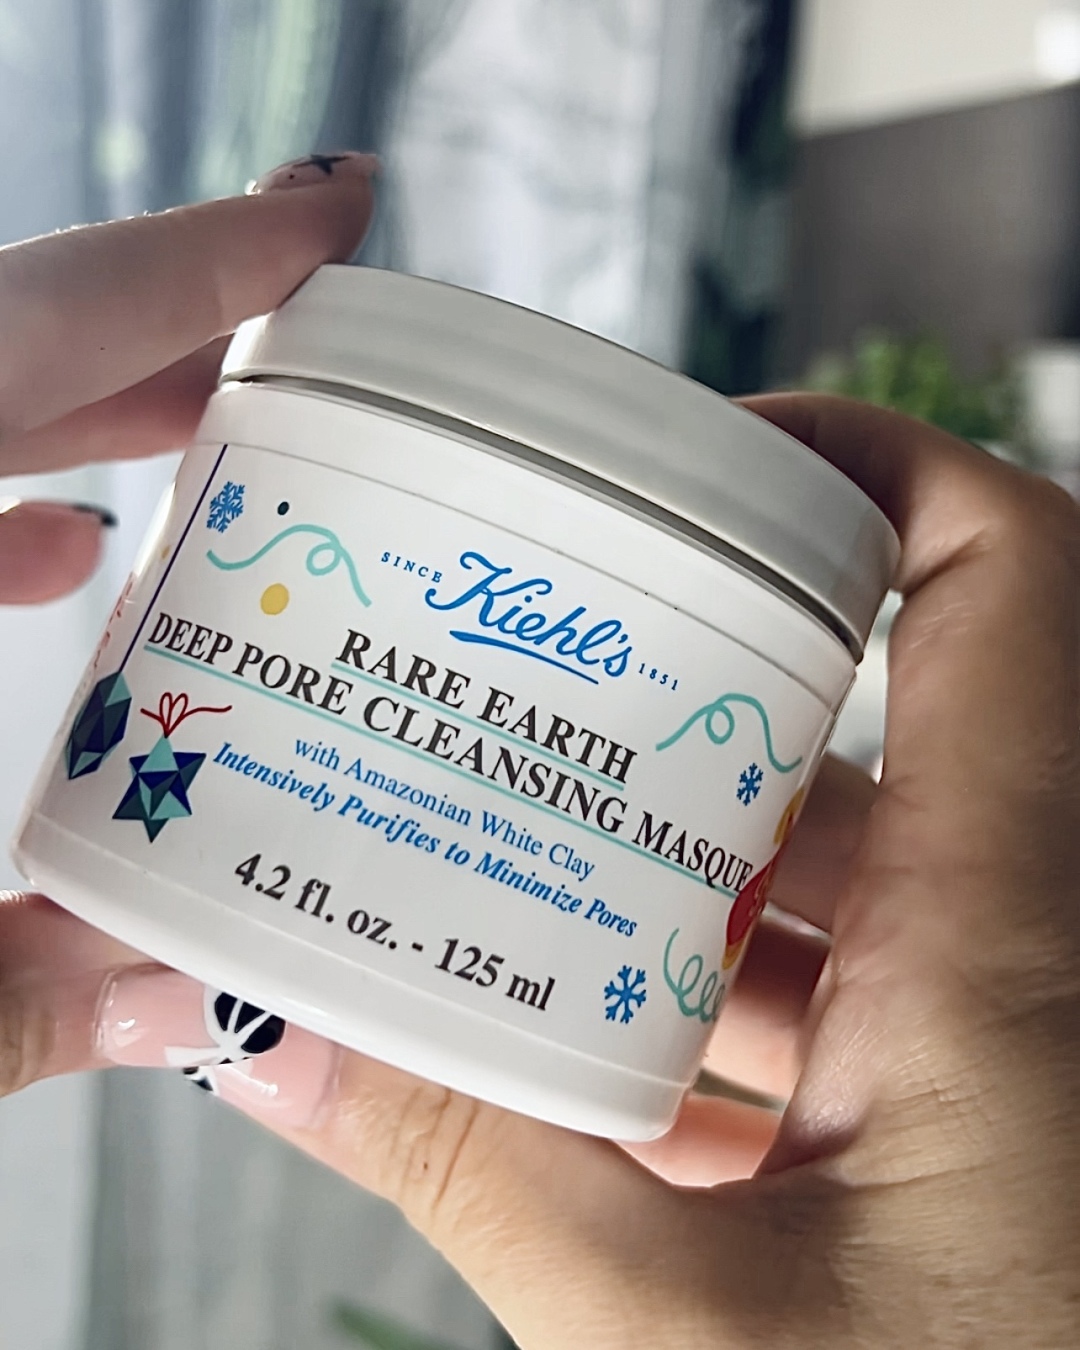 SINCE Kiehl's 1851
RARE EARTH
DEEP PORE CLEANSING MASQUE
with Amazonian White Clay
Intensively Purifies to Minimize Pores
4.2 fl. oz. - 125 ml